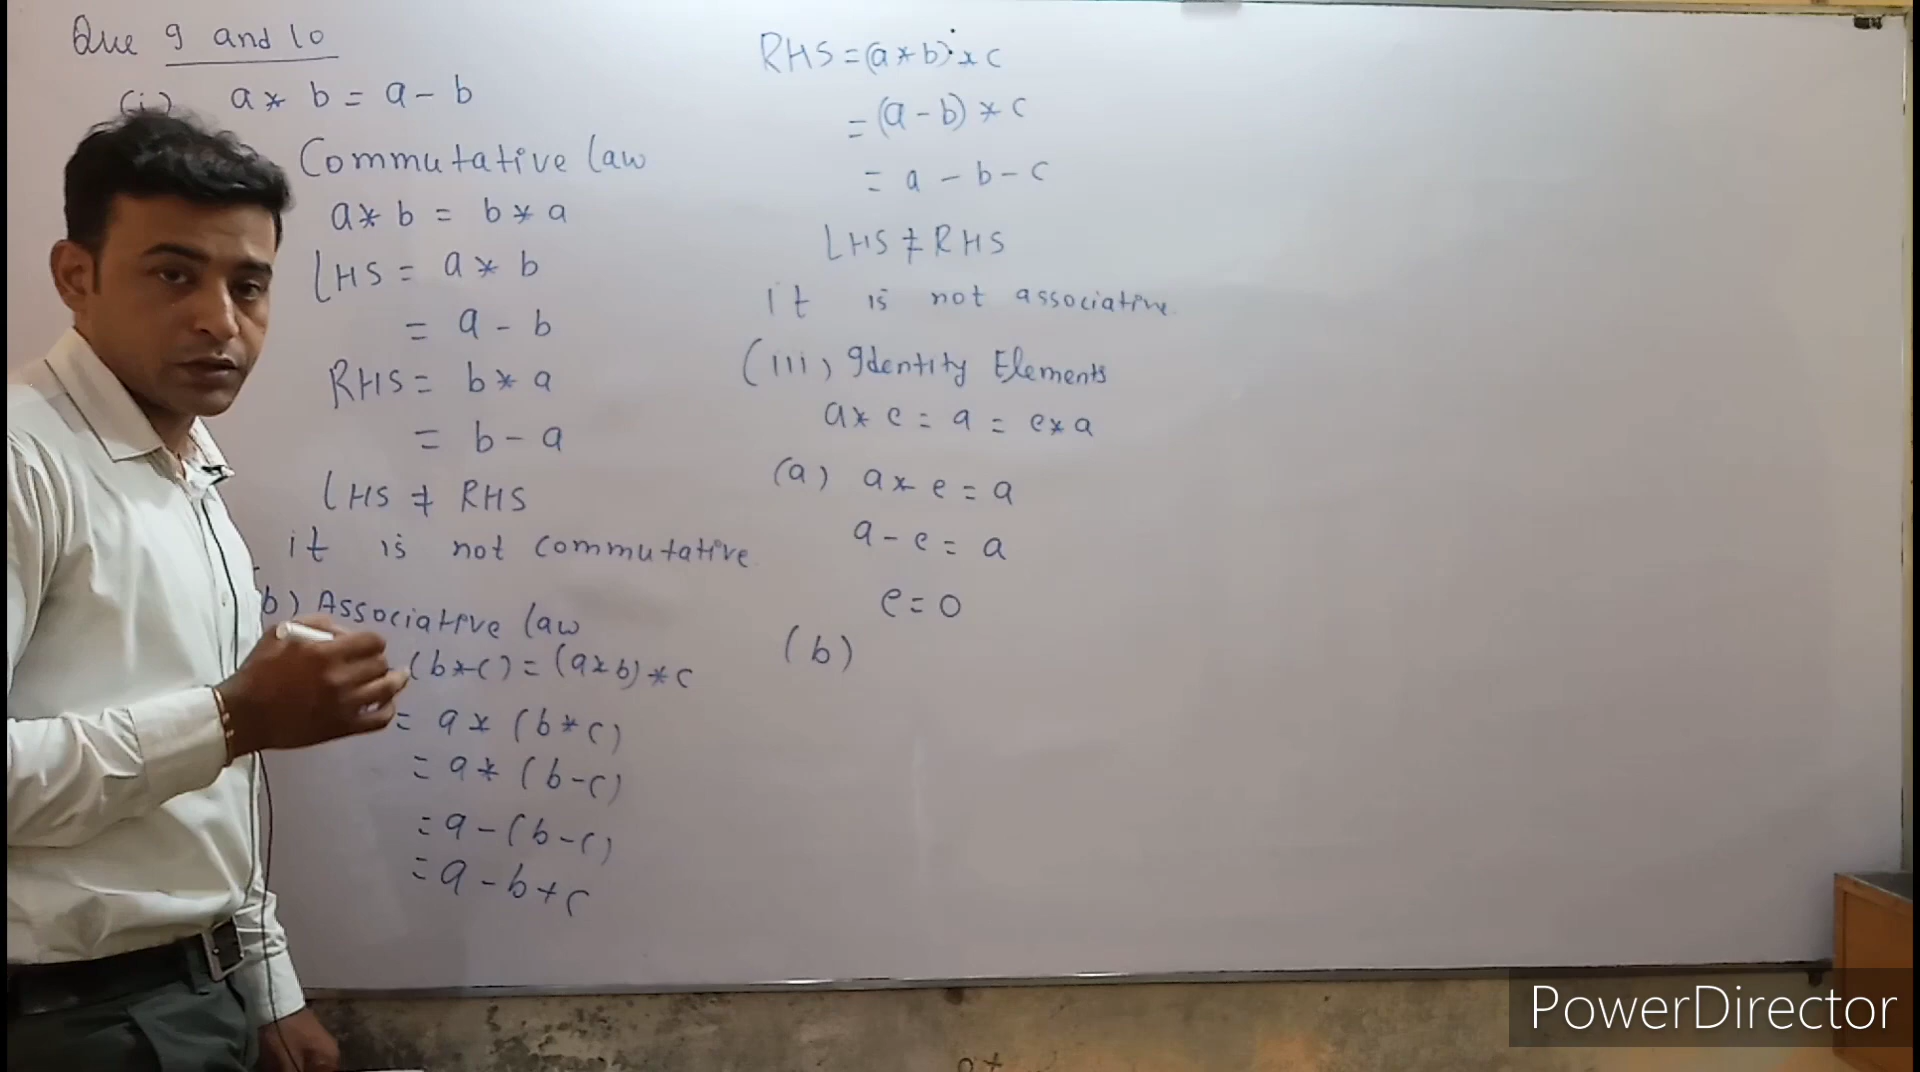 Que 9 and 10
(i) a * b = a - b
Commutative law
a * b = b * a
LHS = a * b
= a - b
RHS = b * a
= b - a
LHS ≠ RHS
it is not commutative
b) Associative law
(b * c) = (a * b) * c
= a * (b * c)
= a * (b - c)
= a - (b - c)
= a - b + c
RHS = (a * b) * c
= (a - b) * c
= a - b - c
LHS ≠ RHS
it is not associative
(iii) Identity Elements
a * e = a = e * a
(a) a * e = a
a - e = a
e = 0
(b)
PowerDirector